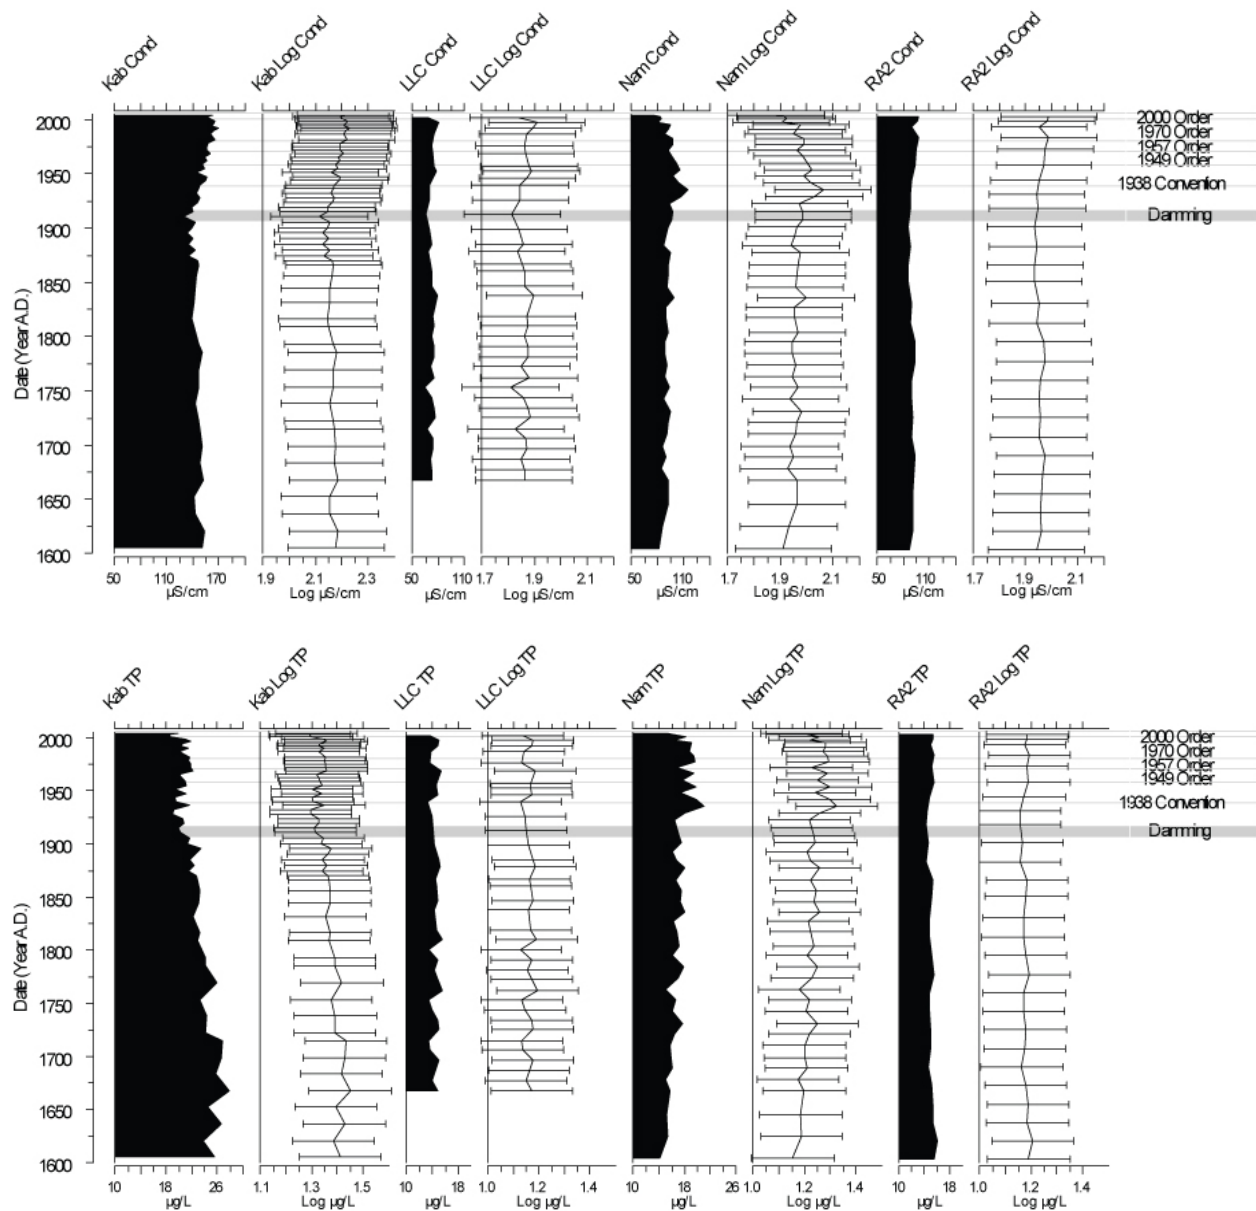 Kab Cond
Kab Log Cond
LLC Cond
LLC Log Cond
Nam Cond
Nam Log Cond
RA2 Cond
RA2 Log Cond
2000 Order
1970 Order
1957 Order
1949 Order
1938 Convention
Damming
Date (Year A.D.)
2000
1950
1900
1850
1800
1750
1700
1650
1600
50 170
1.9 2.1 2.3
50 110
1.7 1.9 2.1
50 110
1.7 1.9 2.1
50 110
1.7 1.9 2.1
µS/cm
Log µS/cm
µS/cm
Log µS/cm
µS/cm
Log µS/cm
µS/cm
Log µS/cm
Kab TP
Kab Log TP
LLC TP
LLC Log TP
Nam TP
Nam Log TP
RA2 TP
RA2 Log TP
2000 Order
1970 Order
1957 Order
1949 Order
1938 Convention
Damming
Date (Year A.D.)
2000
1950
1900
1850
1800
1750
1700
1650
1600
10 26
1.1 1.3 1.5
10 18
1.0 1.2 1.4
10 18 26
1.0 1.2 1.4
10 18
1.0 1.2 1.4
µg/L
Log µg/L
µg/L
Log µg/L
µg/L
Log µg/L
µg/L
Log µg/L